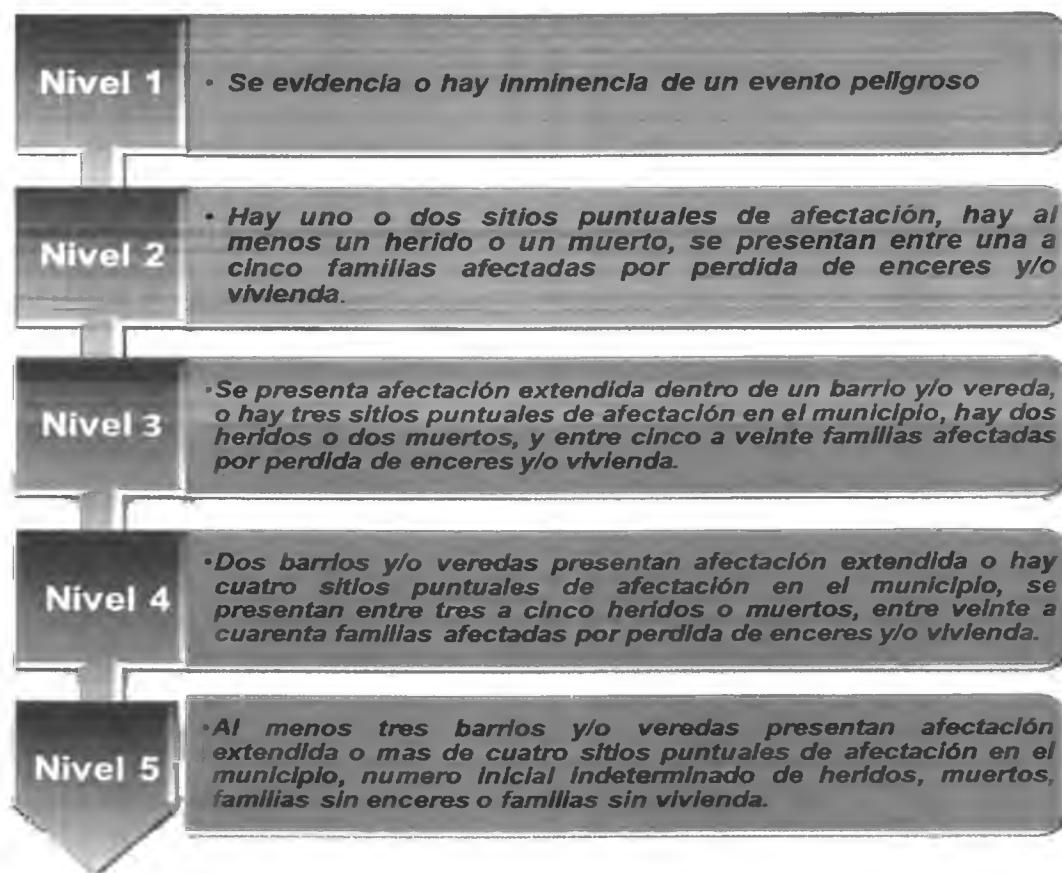 Nivel 1
· Se evidencia o hay inminencia de un evento peligroso
Nivel 2
· Hay uno o dos sitios puntuales de afectación, hay al
menos un herido o un muerto, se presentan entre una a
cinco familias afectadas por perdida de enceres y/o
vivienda.
Nivel 3
·Se presenta afectación extendida dentro de un barrio y/o vereda,
o hay tres sitios puntuales de afectación en el municipio, hay dos
heridos o dos muertos, y entre cinco a veinte familias afectadas
por perdida de enceres y/o vivienda.
Nivel 4
·Dos barrios y/o veredas presentan afectación extendida o hay
cuatro sitios puntuales de afectación en el municipio, se
presentan entre tres a cinco heridos o muertos, entre veinte a
cuarenta familias afectadas por perdida de enceres y/o vivienda.
Nivel 5
·Al menos tres barrios y/o veredas presentan afectación
extendida o mas de cuatro sitios puntuales de afectación en el
municipio, numero inicial indeterminado de heridos, muertos,
familias sin enceres o familias sin vivienda.